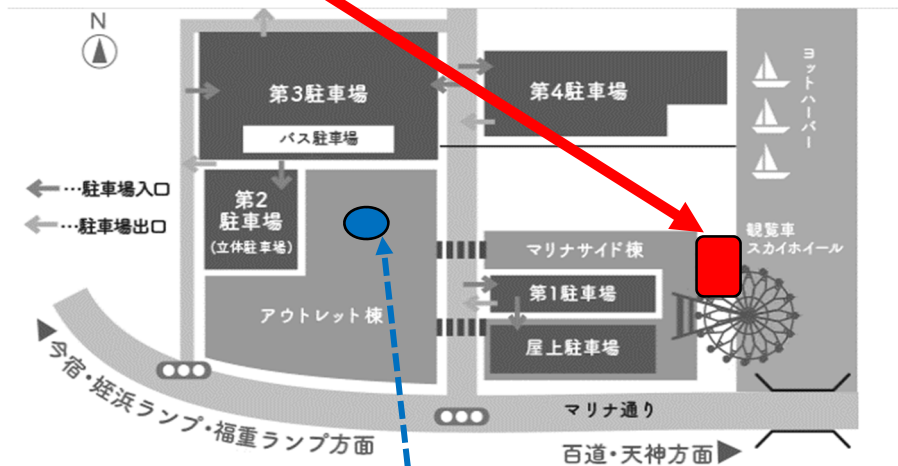 N
第3駐車場
バス駐車場
第4駐車場
ヨットハーバー
…駐車場入口
…駐車場出口
第2
駐車場
(立体駐車場)
マリナサイド棟
観覧車
スカイホイール
第1駐車場
アウトレット棟
屋上駐車場
今宿・姪浜ランプ・福重ランプ方面
マリナ通り
百道・天神方面